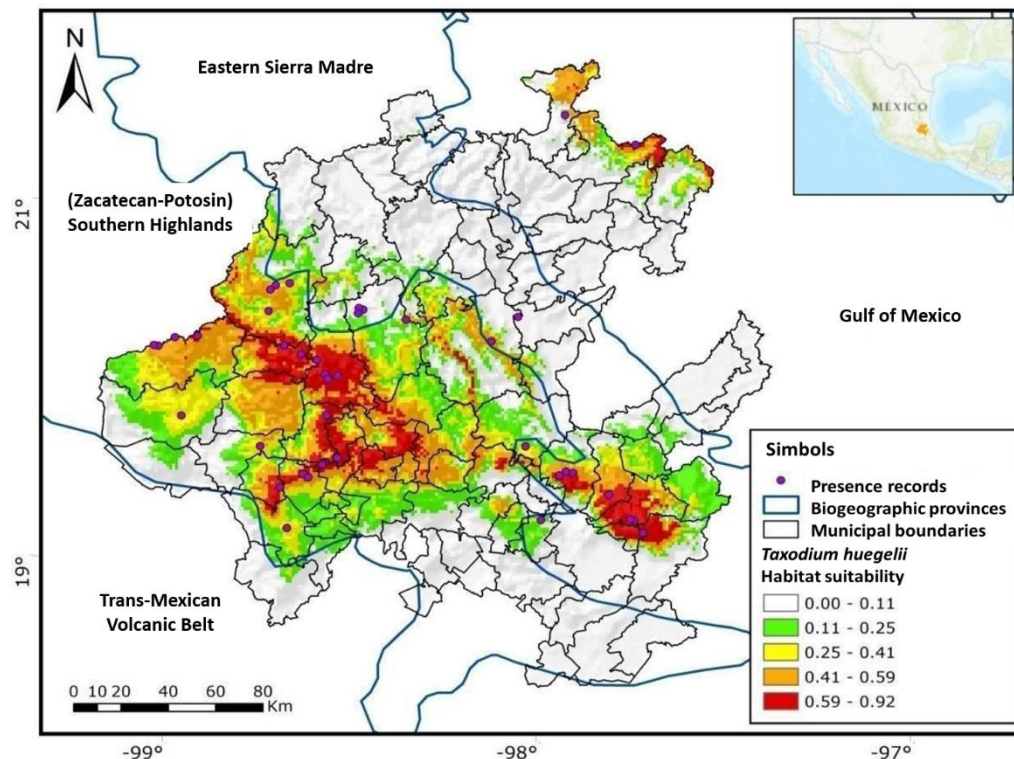 N
Eastern Sierra Madre
MÉXICO
(Zacatecan-Potosin)
Southern Highlands
21°
Gulf of Mexico
19°
Trans-Mexican
Volcanic Belt
0 10 20 40 60 80
Km
Simbols
Presence records
Biogeographic provinces
Municipal boundaries
Taxodium huegelii
Habitat suitability
0.00 - 0.11
0.11 - 0.25
0.25 - 0.41
0.41 - 0.59
0.59 - 0.92
-99° -98° -97°